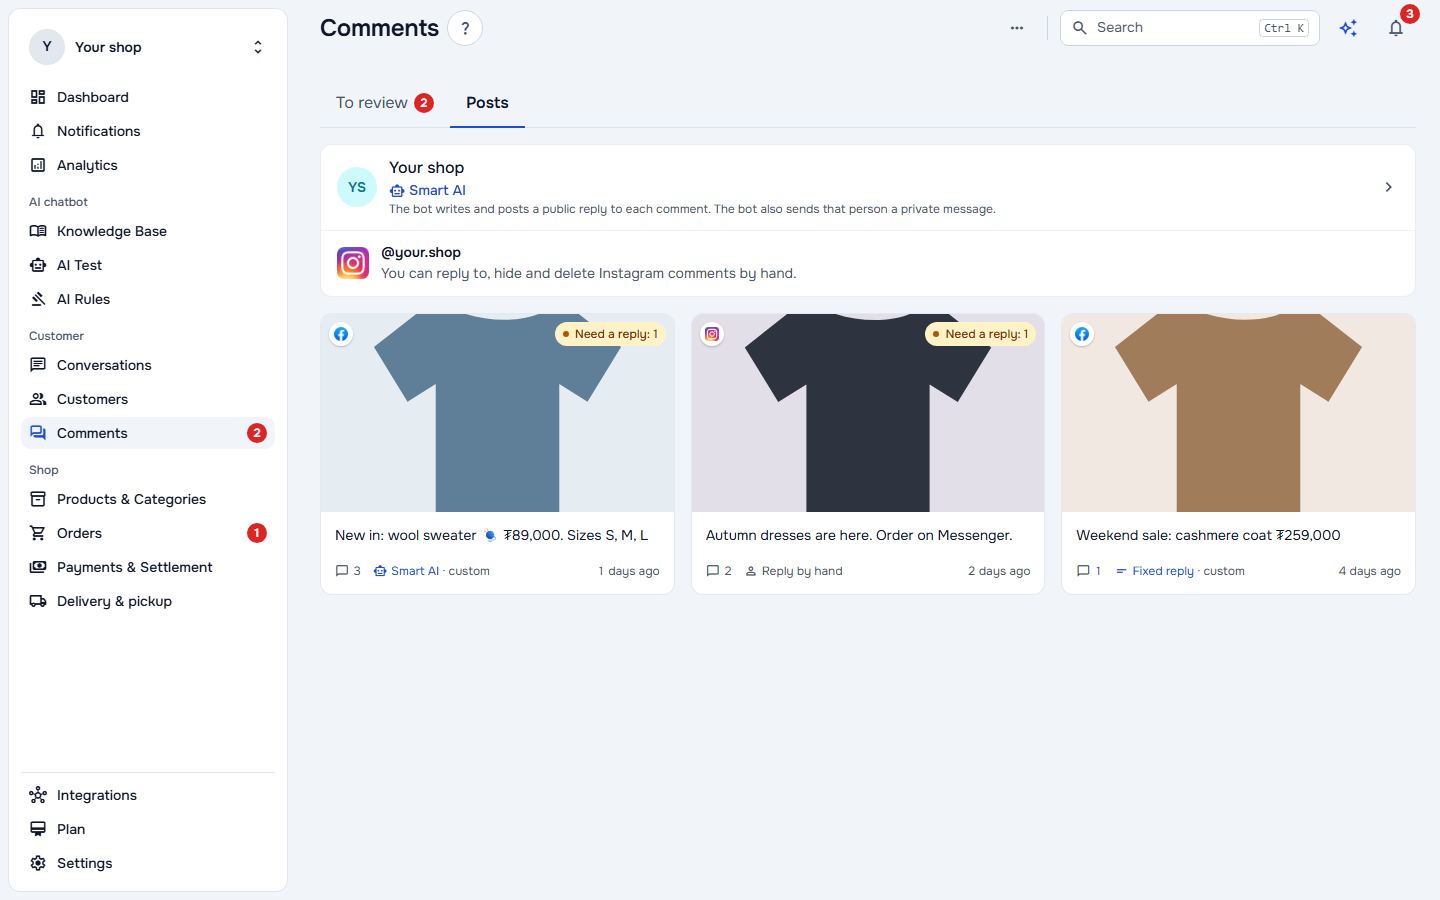 Y
Your shop
Dashboard
Notifications
Analytics
AI chatbot
Knowledge Base
AI Test
AI Rules
Customer
Conversations
Customers
Comments 2
Shop
Products & Categories
Orders 1
Payments & Settlement
Delivery & pickup
Integrations
Plan
Settings
Comments ?
Search Ctrl K
3
To review 2
Posts
YS
Your shop
Smart AI
The bot writes and posts a public reply to each comment. The bot also sends that person a private message.
@your.shop
You can reply to, hide and delete Instagram comments by hand.
Need a reply: 1
New in: wool sweater ₮89,000. Sizes S, M, L
3 Smart AI · custom 1 days ago
Need a reply: 1
Autumn dresses are here. Order on Messenger.
2 Reply by hand 2 days ago
Weekend sale: cashmere coat ₮259,000
1 Fixed reply · custom 4 days ago